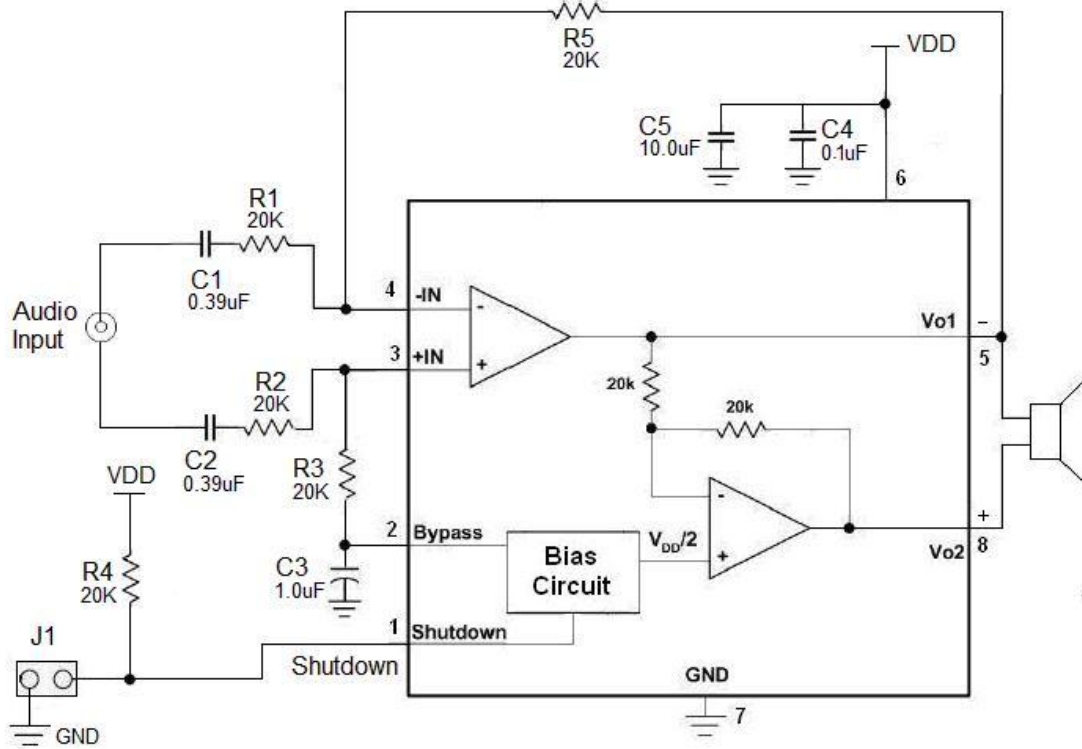 R5
20K
VDD
C5
10.0uF
C4
0.1uF
6
R1
20K
C1
0.39uF
4
-IN
-
Audio
Input
Vo1
-
5
3
+IN
+
R2
20K
20k
20k
C2
0.39uF
R3
20K
VDD
2
Bypass
-
VDD/2
+
+
8
Vo2
Bias
Circuit
C3
1.0uF
R4
20K
1
Shutdown
Shutdown
J1
GND
7
GND